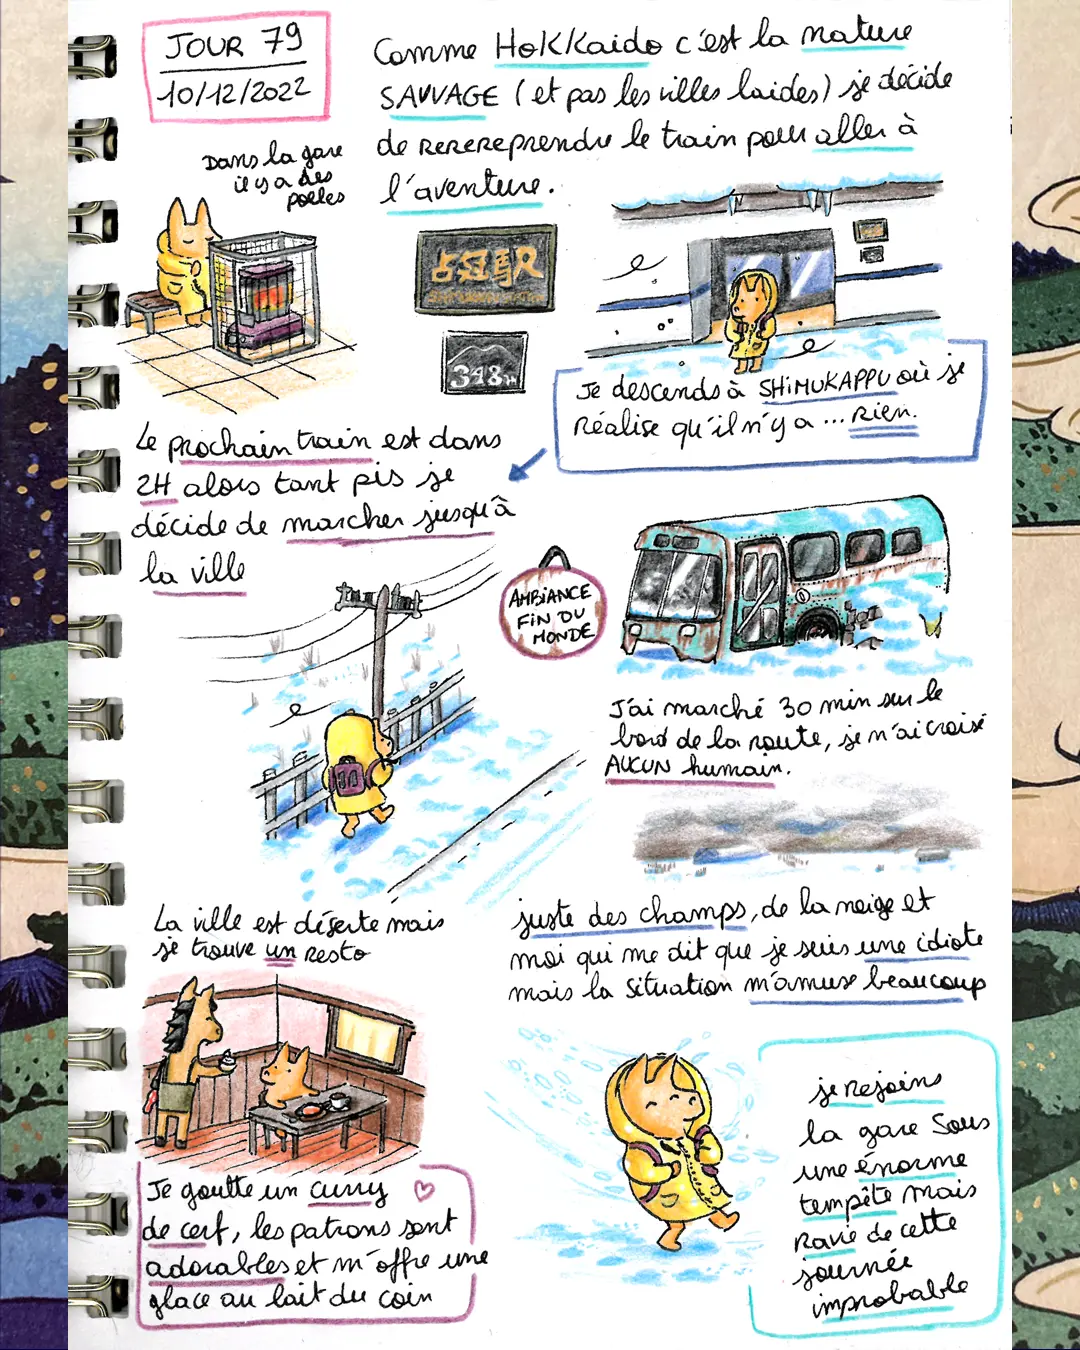 JOUR 79
10/12/2022
Comme Hokkaido c'est la nature
SAUVAGE (et pas les villes laides) je décide
de rerereprendre le train pour aller à
l'aventure.
Dans la gare
il y a des
poêles
占冠駅
348m
Je descends à SHIMUKAPPU où je
réalise qu'il n'y a ... Rien.
Le prochain train est dans
2H alors tant pis je
décide de marcher jusqu'à
la ville
AMBIANCE
FIN DU
MONDE
J'ai marché 30 min sur le
bord de la route, je n'ai croisé
AUCUN humain.
juste des champs, de la neige et
moi qui me dit que je suis une idiote
mais la situation m'amuse beaucoup
La ville est déserte mais
je trouve un resto
Je goutte un curry
de cerf, les patrons sont
adorables et m'offre une
glace au lait du coin
je rejoins
la gare sous
une énorme
tempête mais
ravie de cette
journée
improbable